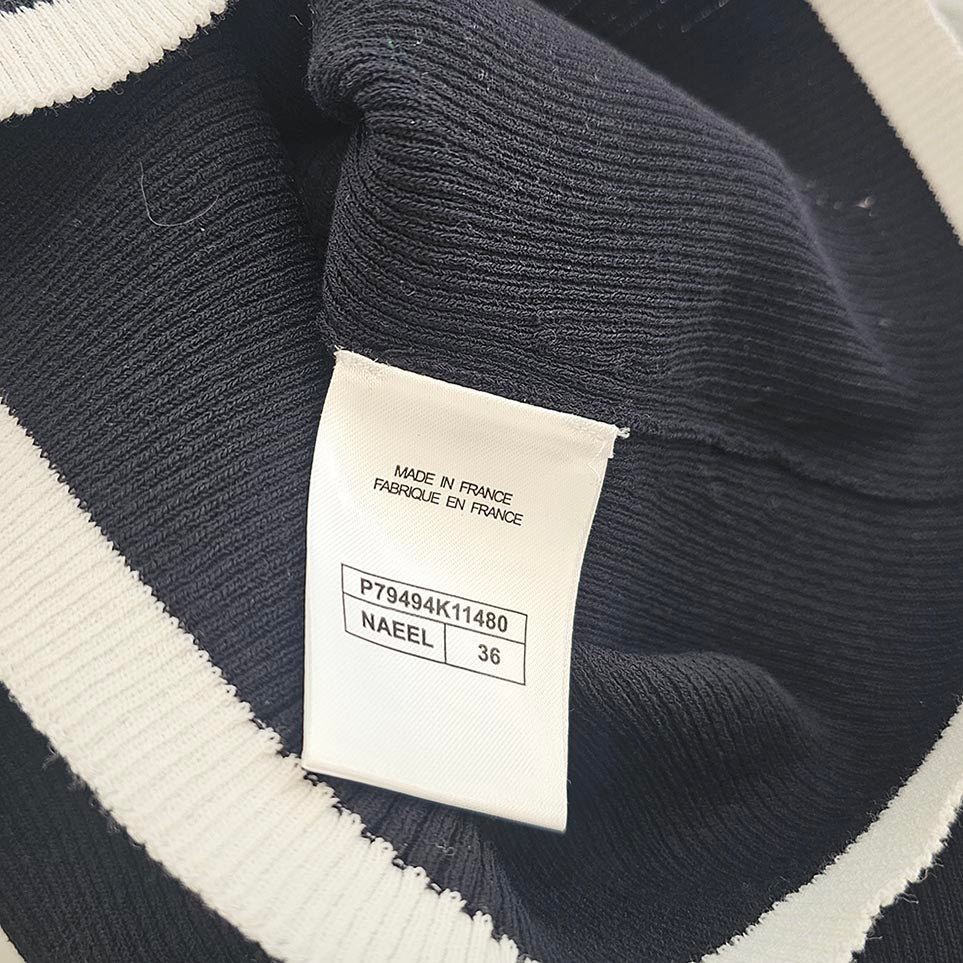 MADE IN FRANCE
FABRIQUE EN FRANCE
P79494K11480
NAEEL 36